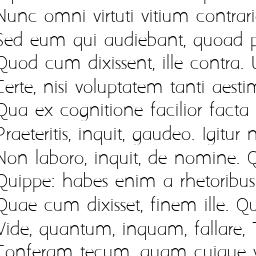 Nunc omni virtuti vitium contrari
Sed eum qui audiebant, quoad p
Quod cum dixissent, ille contra. U
Certe, nisi voluptatem tanti aestim
Qua ex cognitione facilior facta
Praeteritis, inquit, gaudeo. Igitur n
Non laboro, inquit, de nomine. Q
Quippe: habes enim a rhetoribus
Quae cum dixisset, finem ille. Qu
Vide, quantum, inquam, fallare, T
Conferam tecum, quam cuique v